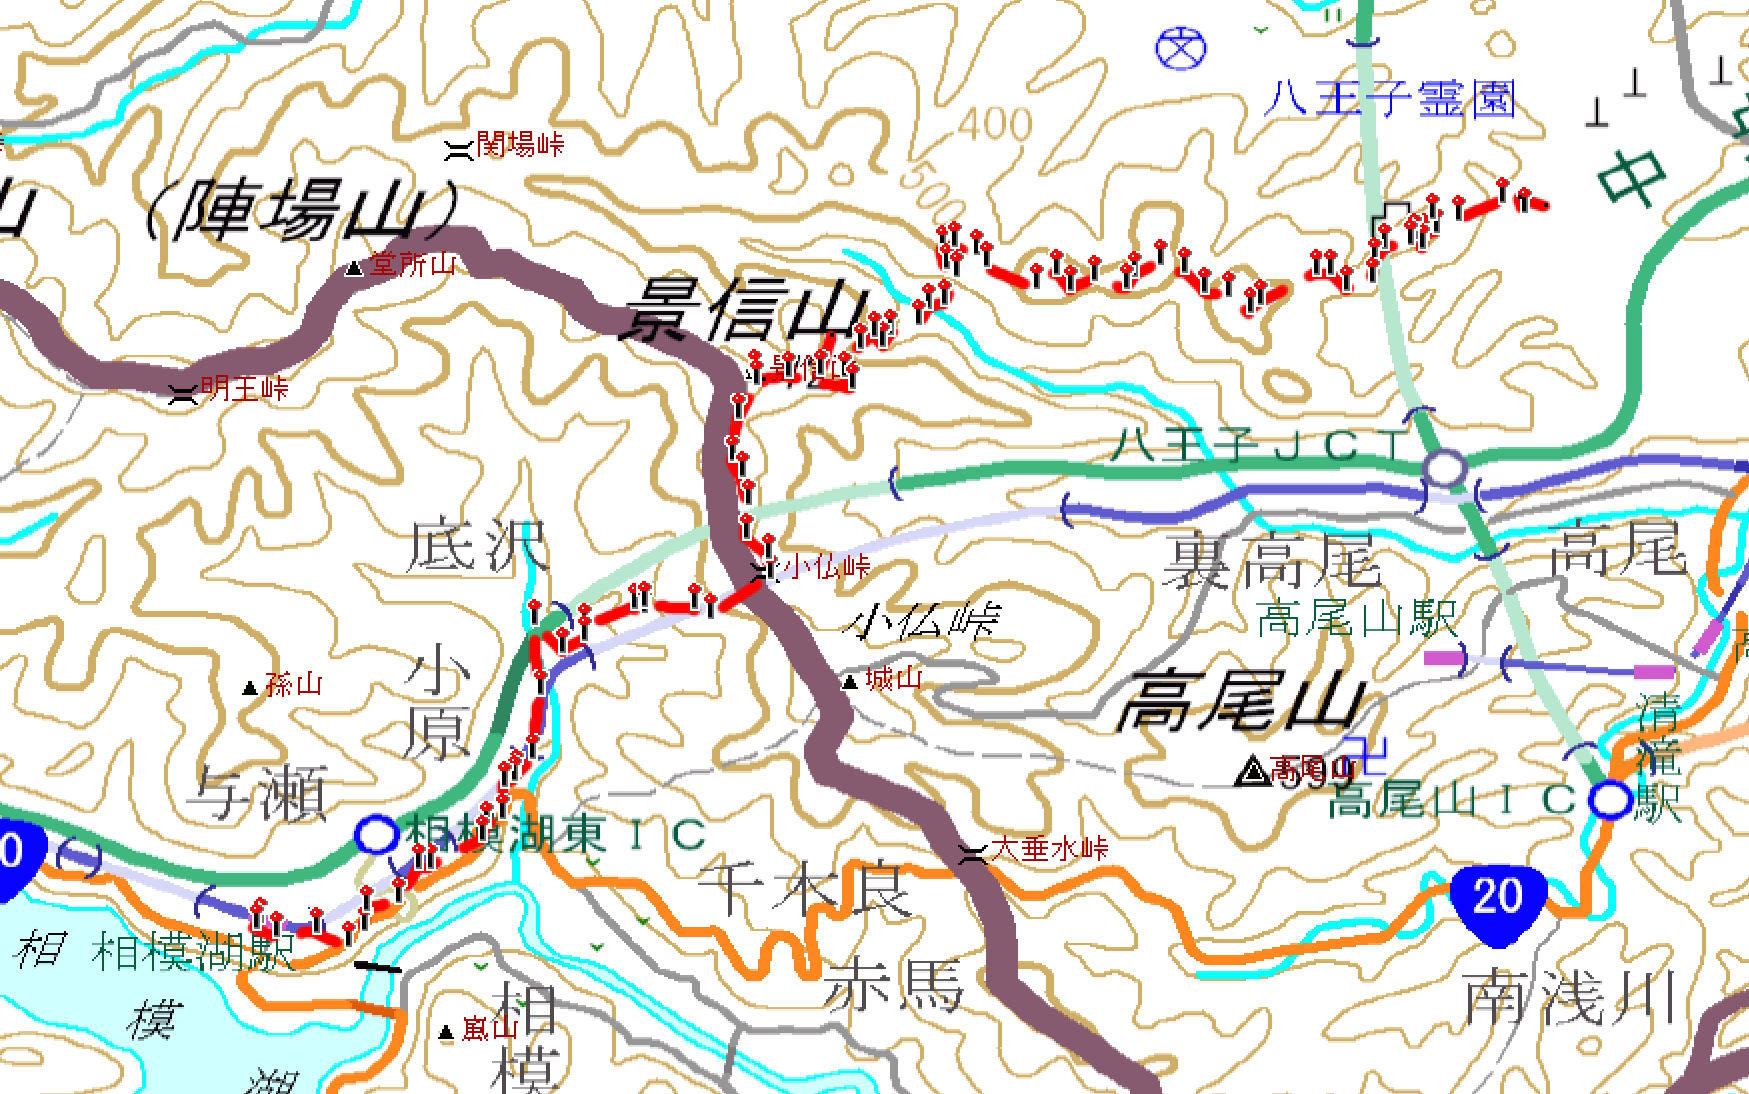 八王子霊園
400
関場峠
500
中
山
（陣場山）
堂所山
景信山
景信山
明王峠
八王子ＪＣＴ
底沢
裏高尾
高尾
小仏峠
高尾山駅
小仏峠
小原
孫山
城山
高尾山
清滝駅
599
高尾山
与瀬
高尾山ＩＣ
相模湖東ＩＣ
大垂水峠
千木良
20
相模湖駅
相模湖
赤馬
南浅川
嵐山
相模